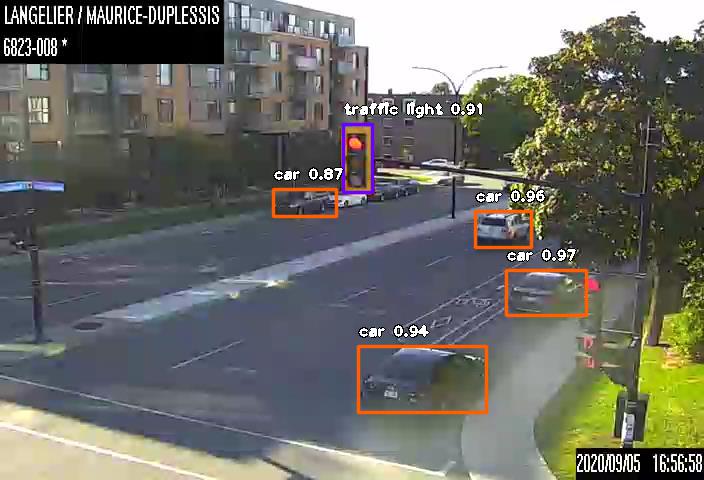 LANGELIER / MAURICE-DUPLESSIS
6823-008 *
traffic light 0.91
car 0.87
car 0.96
car 0.97
car 0.94
2020/09/05 16:56:58